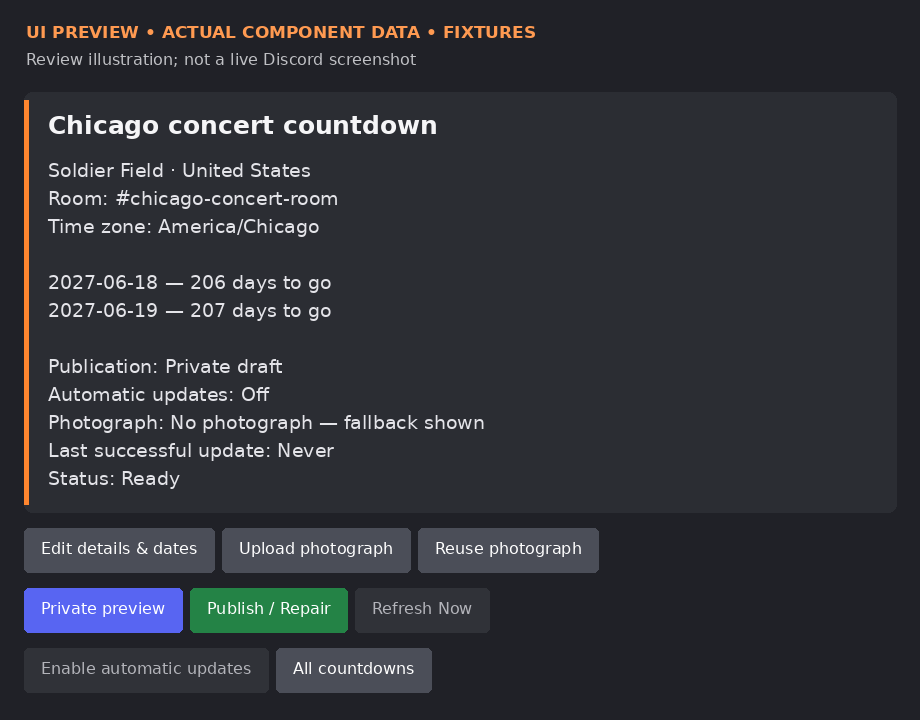 UI PREVIEW • ACTUAL COMPONENT DATA • FIXTURES
Review illustration; not a live Discord screenshot
Chicago concert countdown
Soldier Field · United States
Room: #chicago-concert-room
Time zone: America/Chicago
2027-06-18 — 206 days to go
2027-06-19 — 207 days to go
Publication: Private draft
Automatic updates: Off
Photograph: No photograph — fallback shown
Last successful update: Never
Status: Ready
Edit details & dates Upload photograph Reuse photograph
Private preview Publish / Repair Refresh Now
Enable automatic updates All countdowns